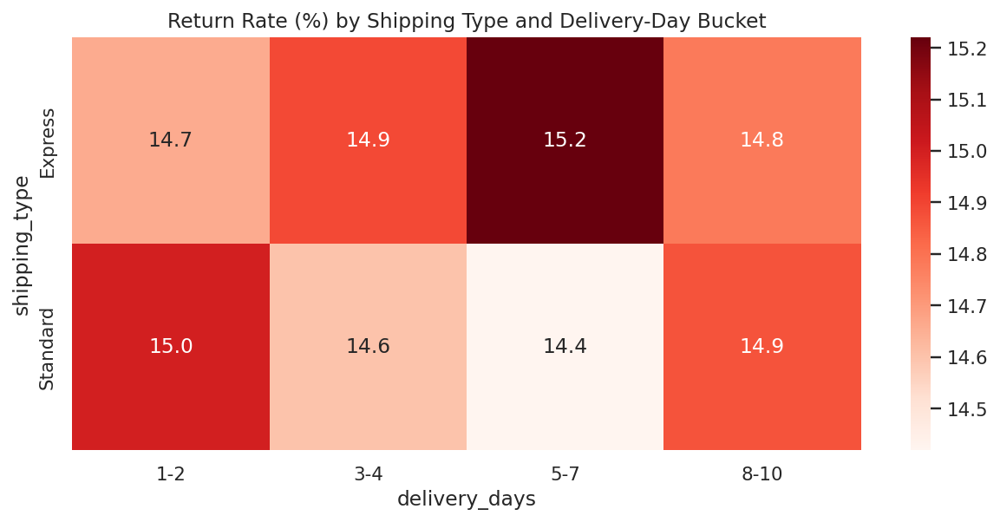 Return Rate (%) by Shipping Type and Delivery-Day Bucket
shipping_type
Express
14.7 14.9 15.2 14.8
Standard
15.0 14.6 14.4 14.9
1-2 3-4 5-7 8-10
delivery_days
15.2
15.1
15.0
14.9
14.8
14.7
14.6
14.5